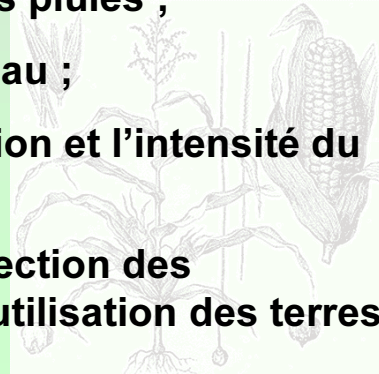 pluies ;
au ;
ion et l’intensité du
ection des
utilisation des terres